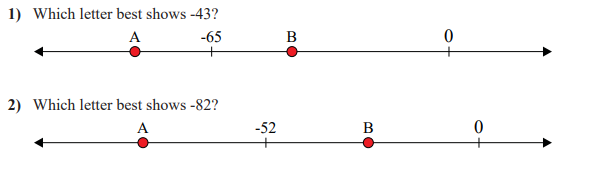 1) Which letter best shows -43?
A -65 B 0
2) Which letter best shows -82?
A -52 B 0